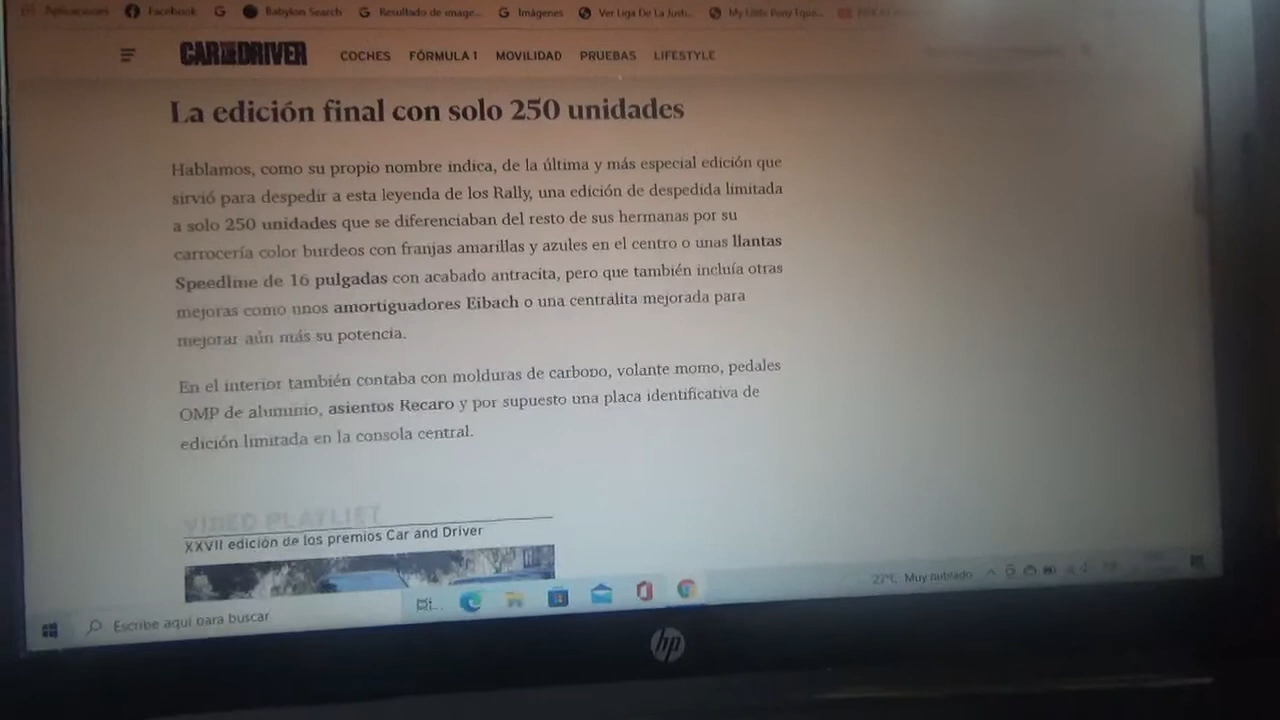 Aplicaciones Facebook G Babylon Search Resultado de image... Imágenes Ver Liga De La Justi... My Little Pony Eque...
CAR AND DRIVER COCHES FÓRMULA 1 MOVILIDAD PRUEBAS LIFESTYLE
La edición final con solo 250 unidades
Hablamos, como su propio nombre indica, de la última y más especial edición que
sirvió para despedir a esta leyenda de los Rally, una edición de despedida limitada
a solo 250 unidades que se diferenciaban del resto de sus hermanas por su
carrocería color burdeos con franjas amarillas y azules en el centro o unas llantas
Speedline de 16 pulgadas con acabado antracita, pero que también incluía otras
mejoras como unos amortiguadores Eibach o una centralita mejorada para
mejorar aún más su potencia.
En el interior también contaba con molduras de carbono, volante momo, pedales
OMP de aluminio, asientos Recaro y por supuesto una placa identificativa de
edición limitada en la consola central.
VIDEO PLAYLIST
XXVII edición de los premios Car and Driver
Escribe aquí para buscar
27°C Muy nublado
hp